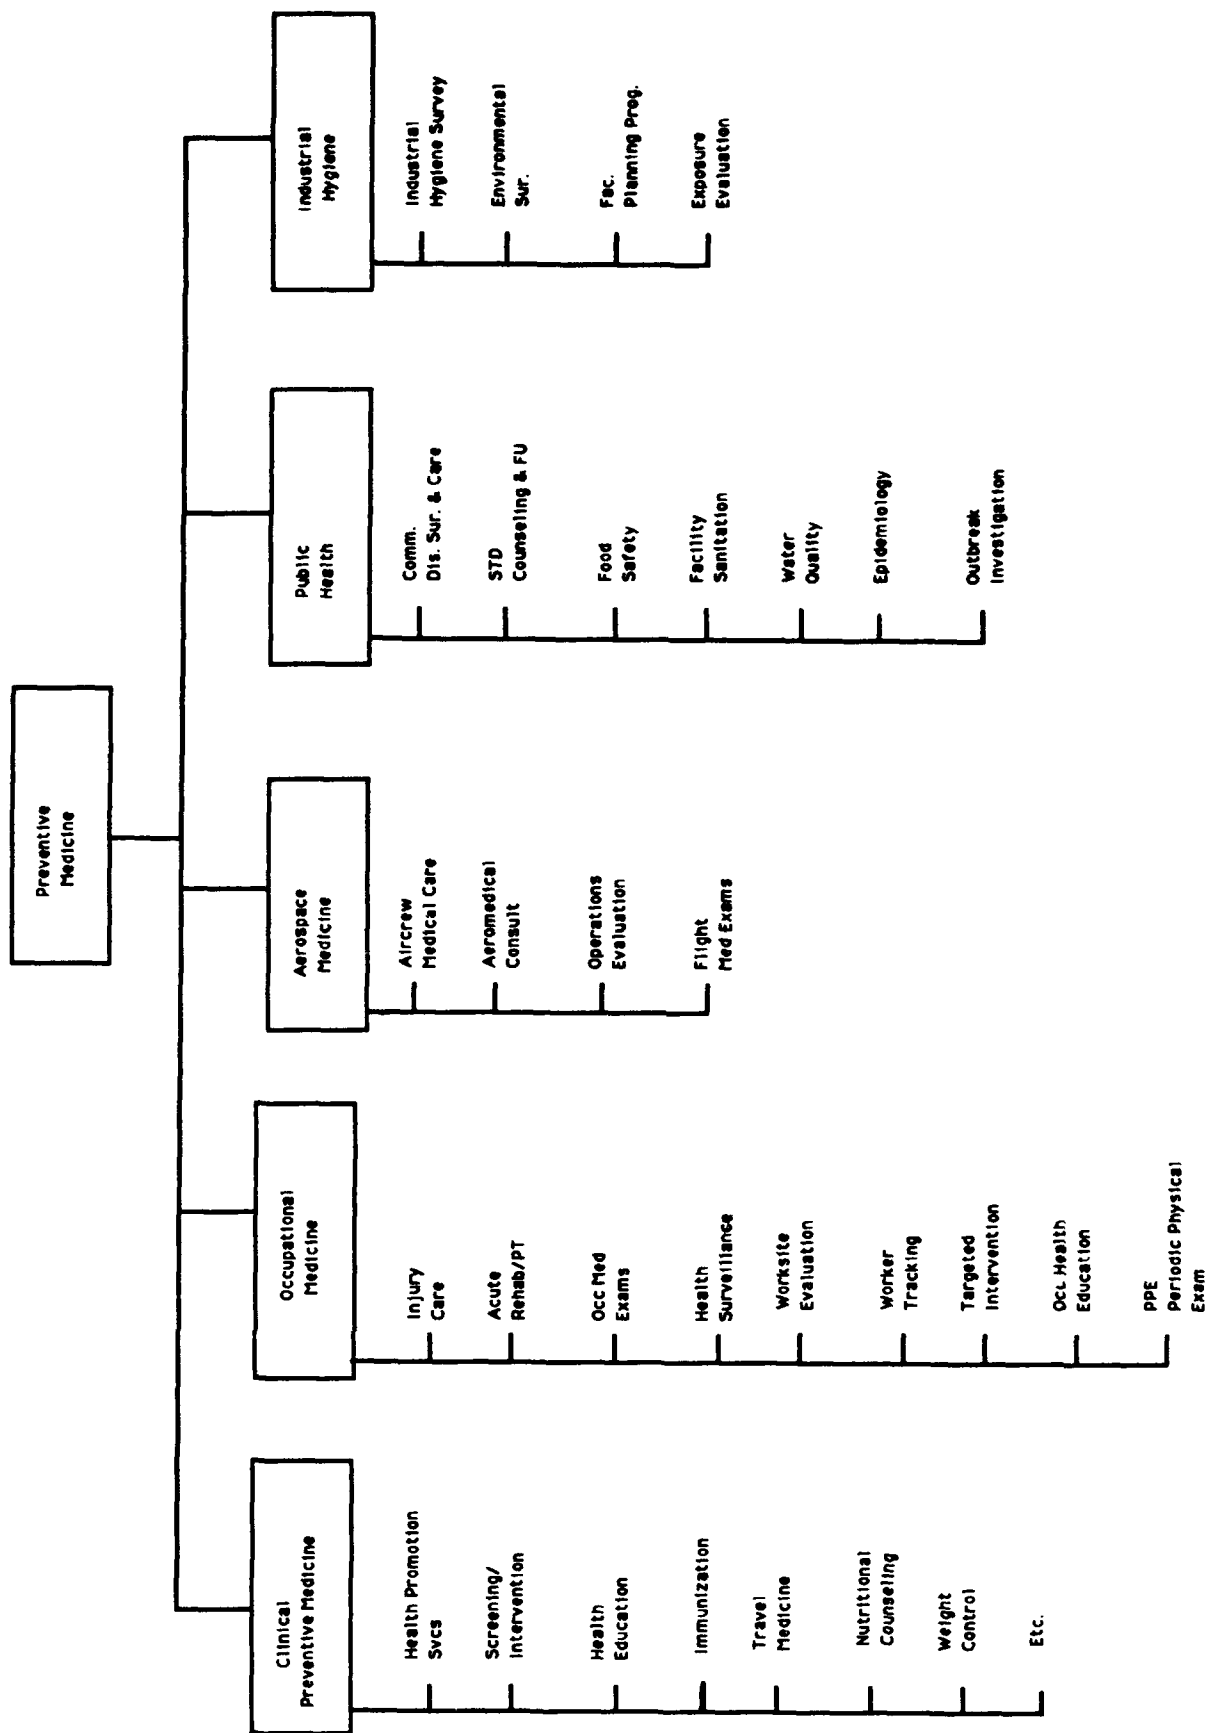 Preventive
Medicine
Clinical
Preventive Medicine
Health Promotion
Svcs
Screening/
Intervention
Health
Education
Immunization
Travel
Medicine
Nutritional
Counseling
Weight
Control
Etc.
Occupational
Medicine
Injury
Care
Acute
Rehab/PT
Occ Med
Exams
Health
Surveillance
Worksite
Evaluation
Worker
Tracking
Targeted
Intervention
Occ Health
Education
PPE
Periodic Physical
Exam
Aerospace
Medicine
Aircrew
Medical Care
Aeromedical
Consult
Operations
Evaluation
Flight
Med Exams
Public
Health
Comm.
Dis. Sur. & Care
STD
Counseling & FU
Food
Safety
Facility
Sanitation
Water
Quality
Epidemiology
Outbreak
Investigation
Industrial
Hygiene
Industrial
Hygiene Survey
Environmental
Sur.
Fac.
Planning Prog.
Exposure
Evaluation